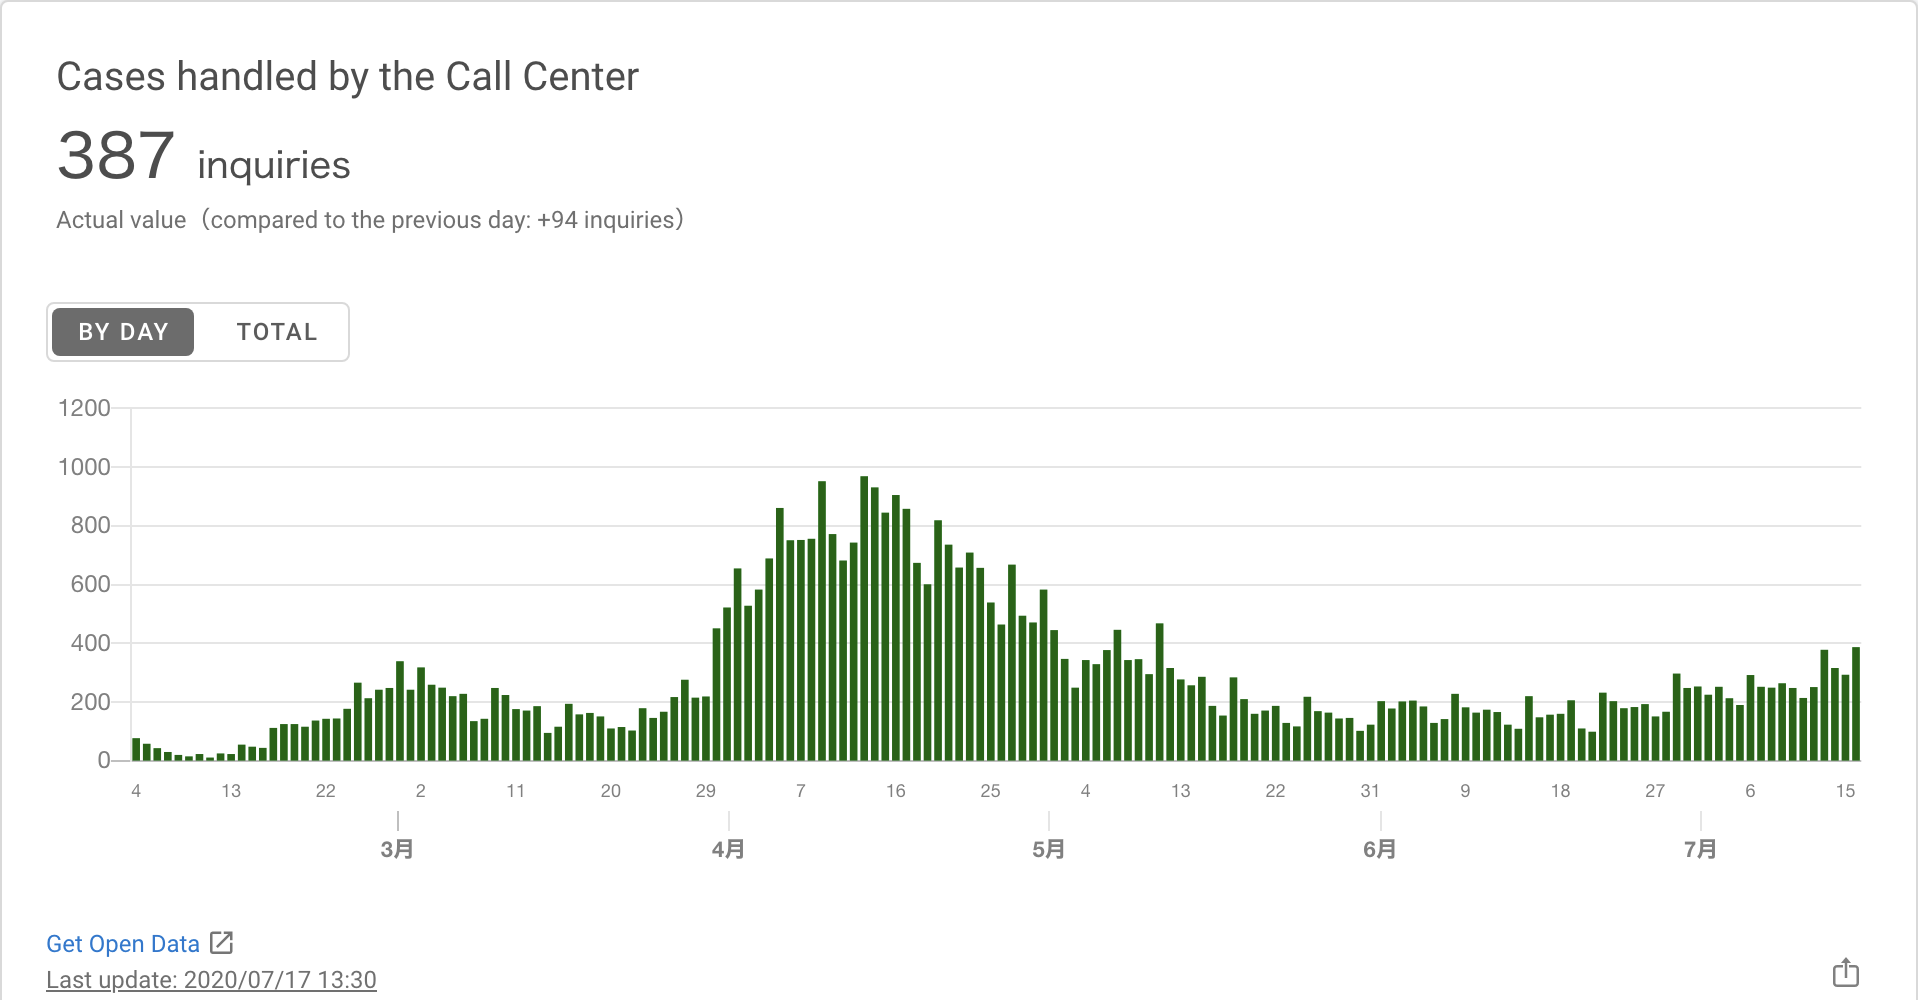 Cases handled by the Call Center
387 inquiries
Actual value（compared to the previous day: +94 inquiries）
BY DAY TOTAL
1200
1000
800
600
400
200
0
4 13 22 2 11 20 29 7 16 25 4 13 22 31 9 18 27 6 15
3月 4月 5月 6月 7月
Get Open Data
Last update: 2020/07/17 13:30